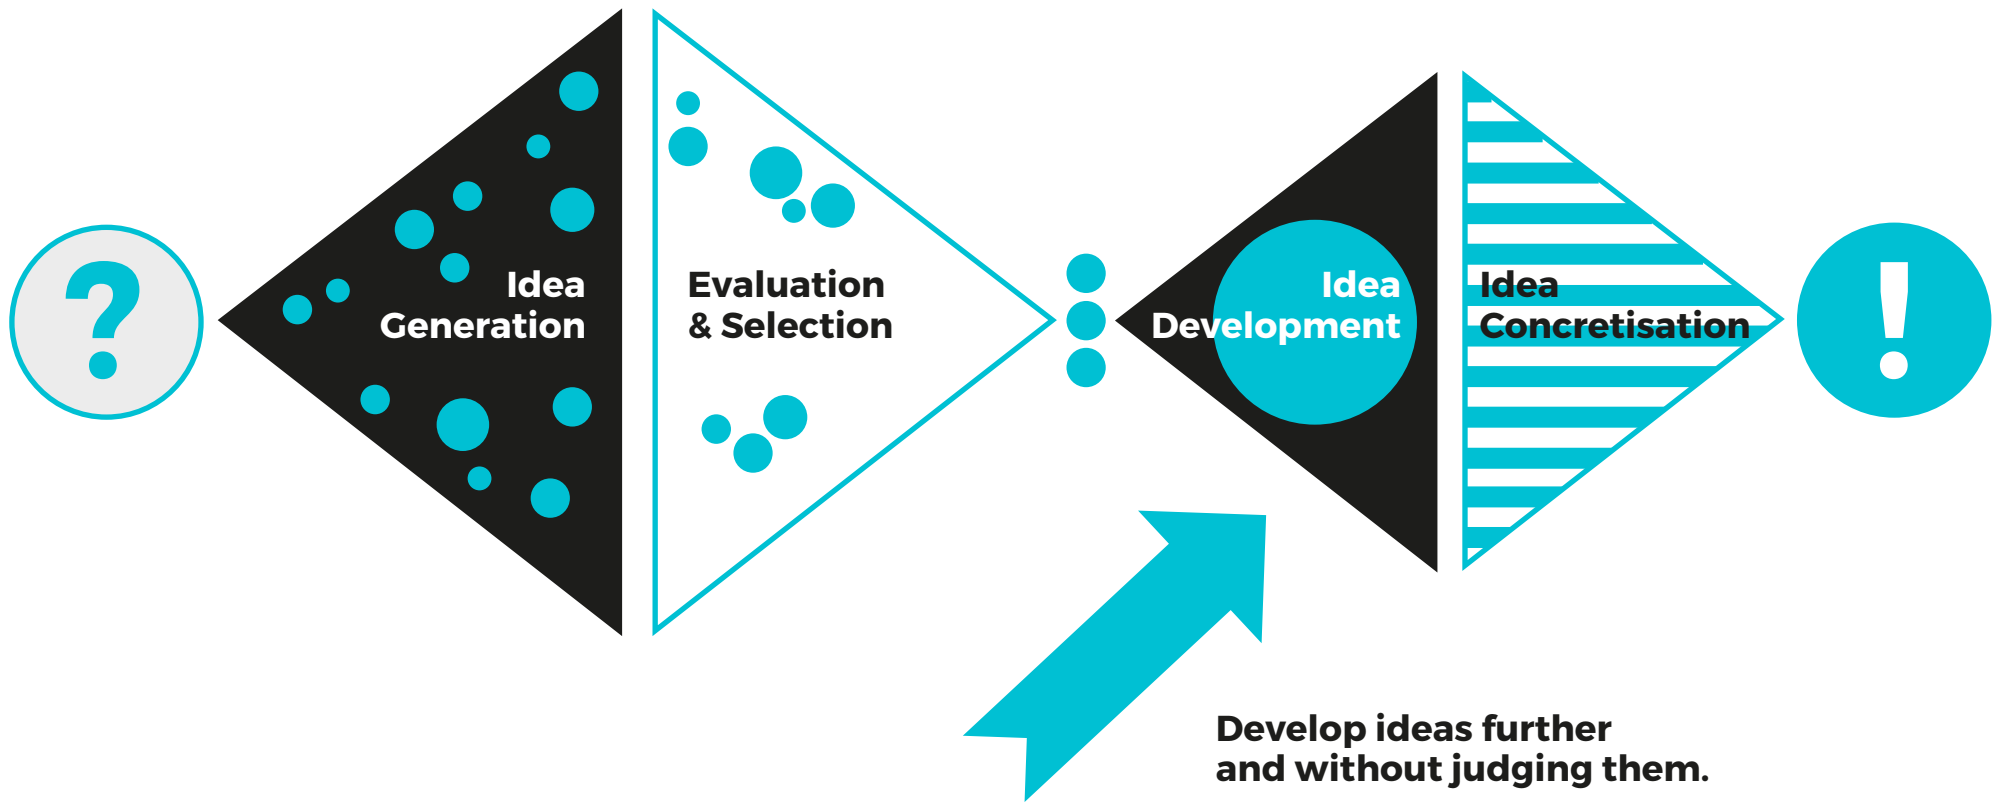 ?
Idea
Generation
Evaluation
& Selection
Idea
Development
Idea
Concretisation
!
Develop ideas further
and without judging them.